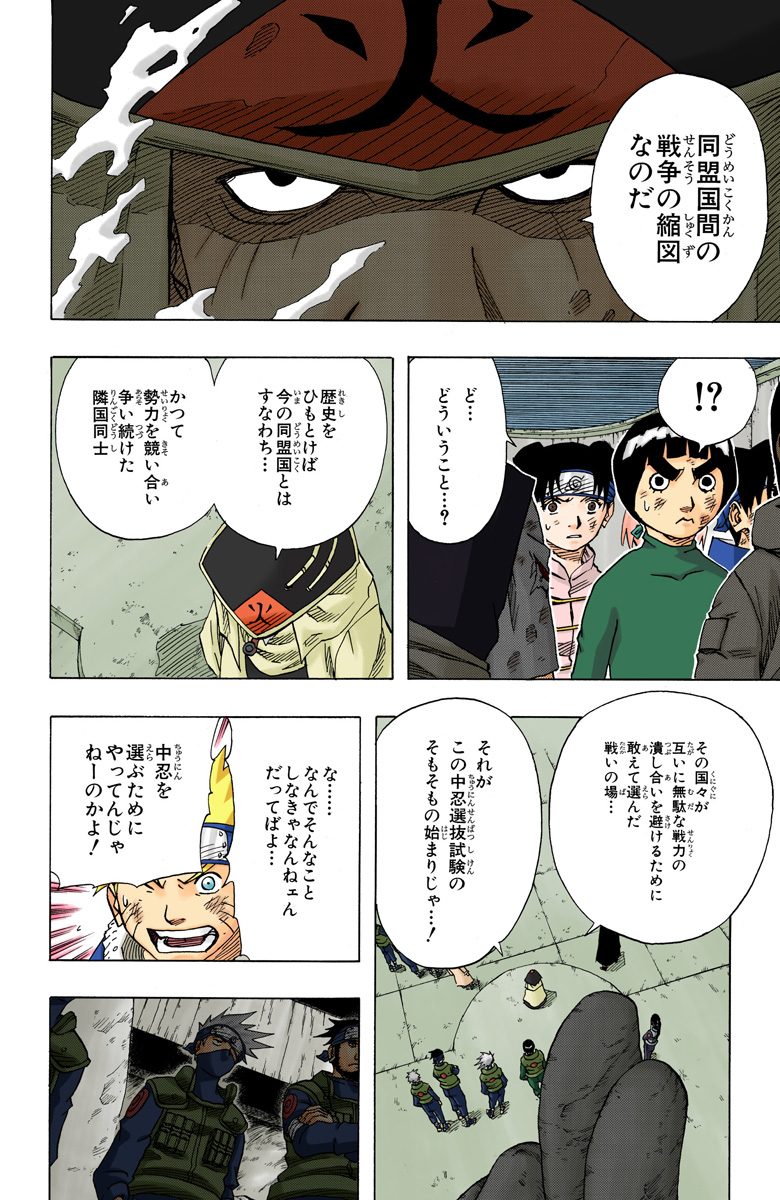 同盟国間の
戦争の縮図
なのだ
!?
ど…
どういうこと……?
歴史を
ひもとけば
今の同盟国とは
すなわち…
かつて
勢力を競い合い
争い続けた
隣国同士
その国々が
互いに無駄な戦力の
潰し合いを避けるために
敢えて選んだ
戦いの場…
それが
この中忍選抜試験の
そもそもの始まりじゃ…!
な……
なんでそんなこと
しなきゃなんねェん
だってばよ…
中忍を
選ぶために
やってんじゃ
ねーのかよ!
火